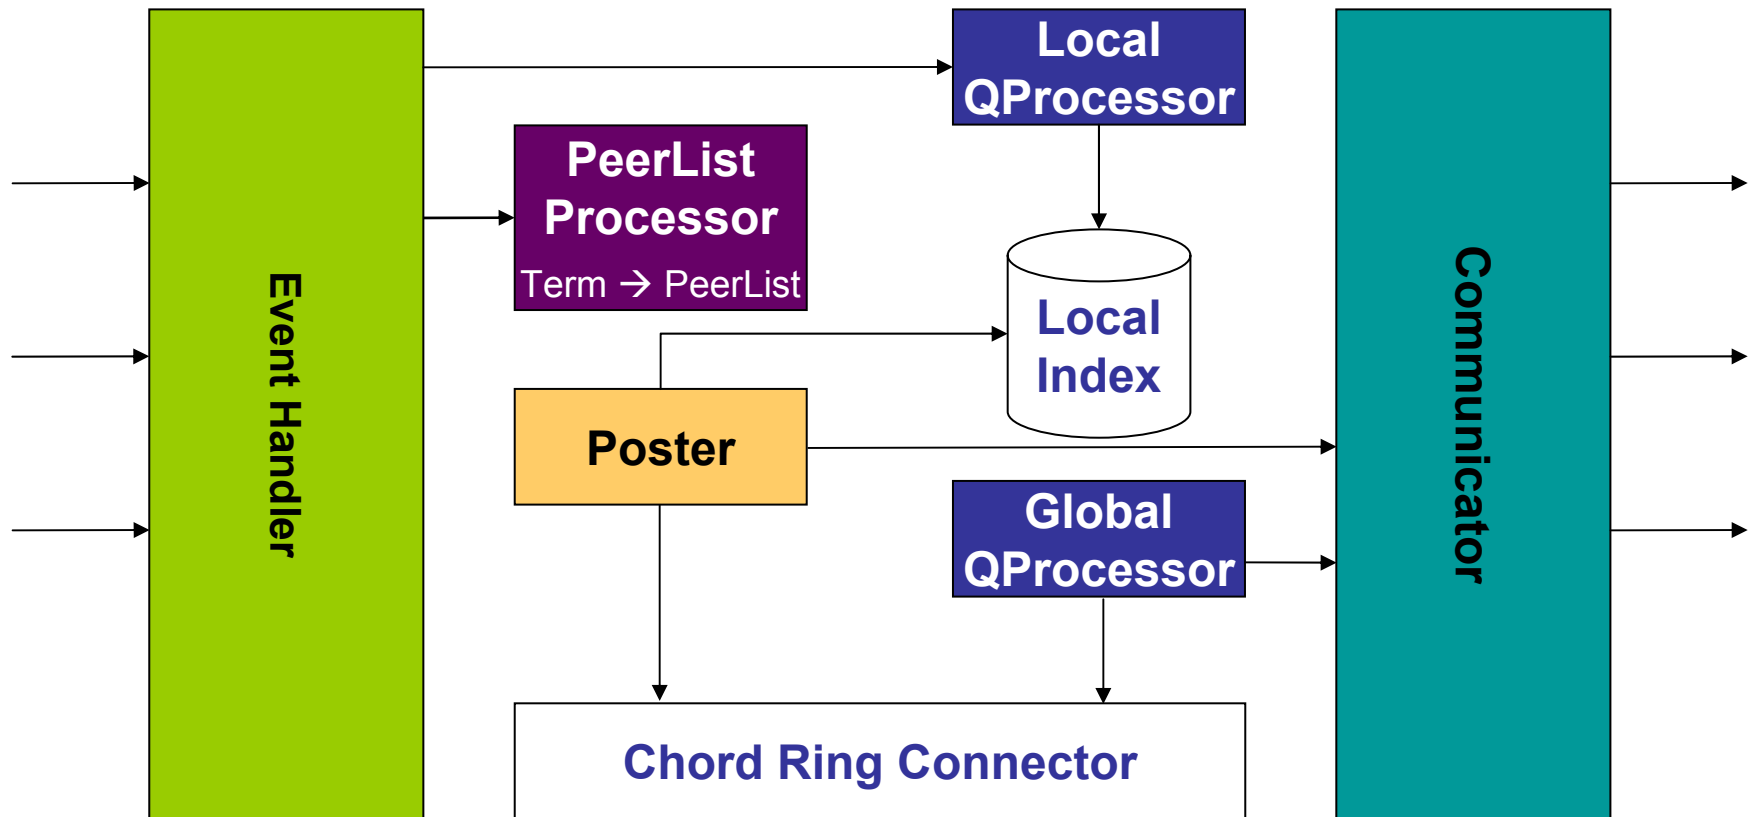 Event Handler
Local
QProcessor
PeerList
Processor
Term → PeerList
Local
Index
Poster
Global
QProcessor
Chord Ring Connector
Communicator